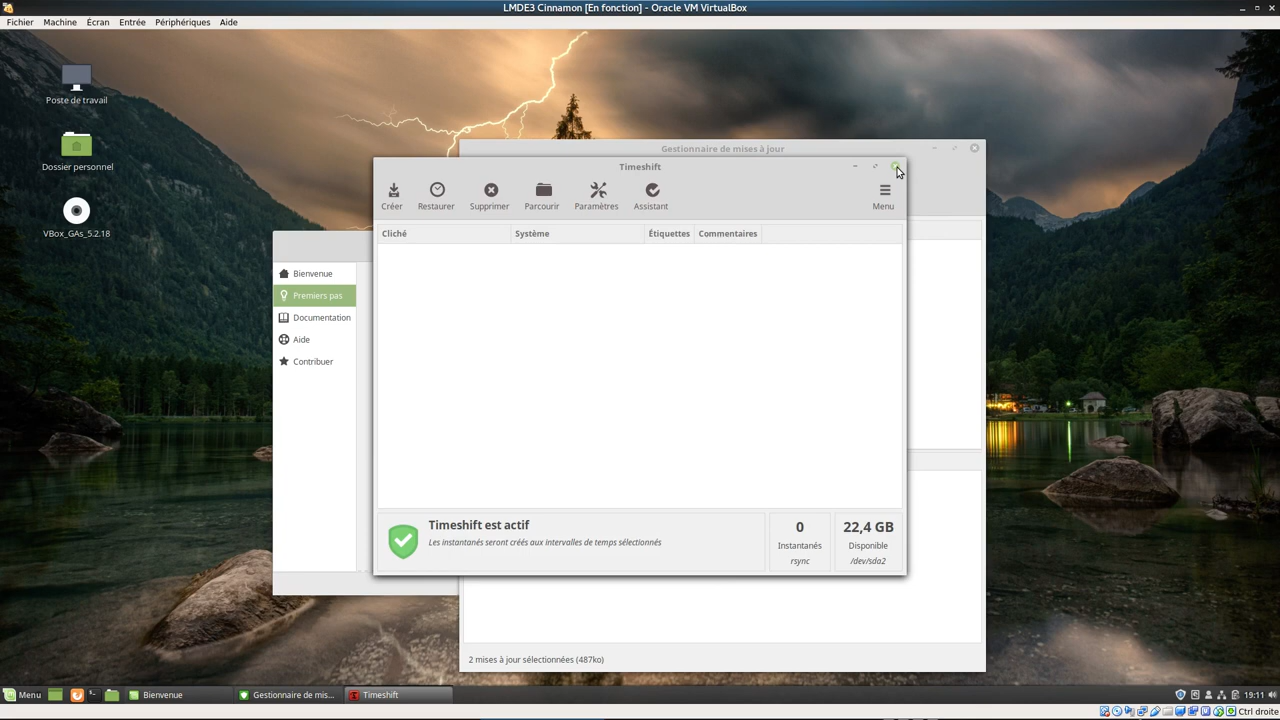 LMDE3 Cinnamon [En fonction] - Oracle VM VirtualBox
Fichier Machine Écran Entrée Périphériques Aide
Poste de travail
Dossier personnel
VBox_GAs_5.2.18
Gestionnaire de mises à jour
Timeshift
Créer Restaurer Supprimer Parcourir Paramètres Assistant Menu
Cliché Système Étiquettes Commentaires
Bienvenue
Premiers pas
Documentation
Aide
Contribuer
Timeshift est actif
Les instantanés seront créés aux intervalles de temps sélectionnés
0
Instantanés
rsync
22,4 GB
Disponible
/dev/sda2
2 mises à jour sélectionnées (487ko)
Menu Bienvenue Gestionnaire de mis... Timeshift 19:11
Ctrl droite